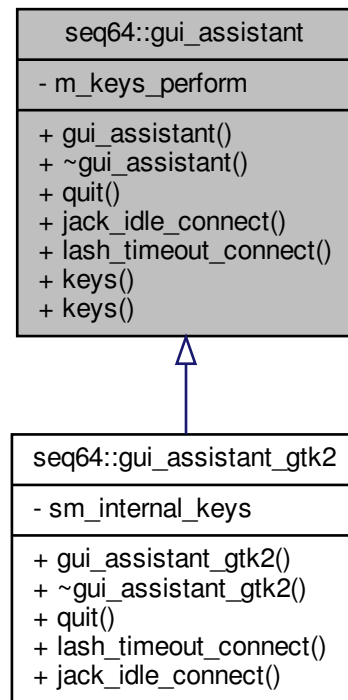 seq64::gui_assistant
- m_keys_perform
+ gui_assistant()
+ ~gui_assistant()
+ quit()
+ jack_idle_connect()
+ lash_timeout_connect()
+ keys()
+ keys()
seq64::gui_assistant_gtk2
- sm_internal_keys
+ gui_assistant_gtk2()
+ ~gui_assistant_gtk2()
+ quit()
+ lash_timeout_connect()
+ jack_idle_connect()